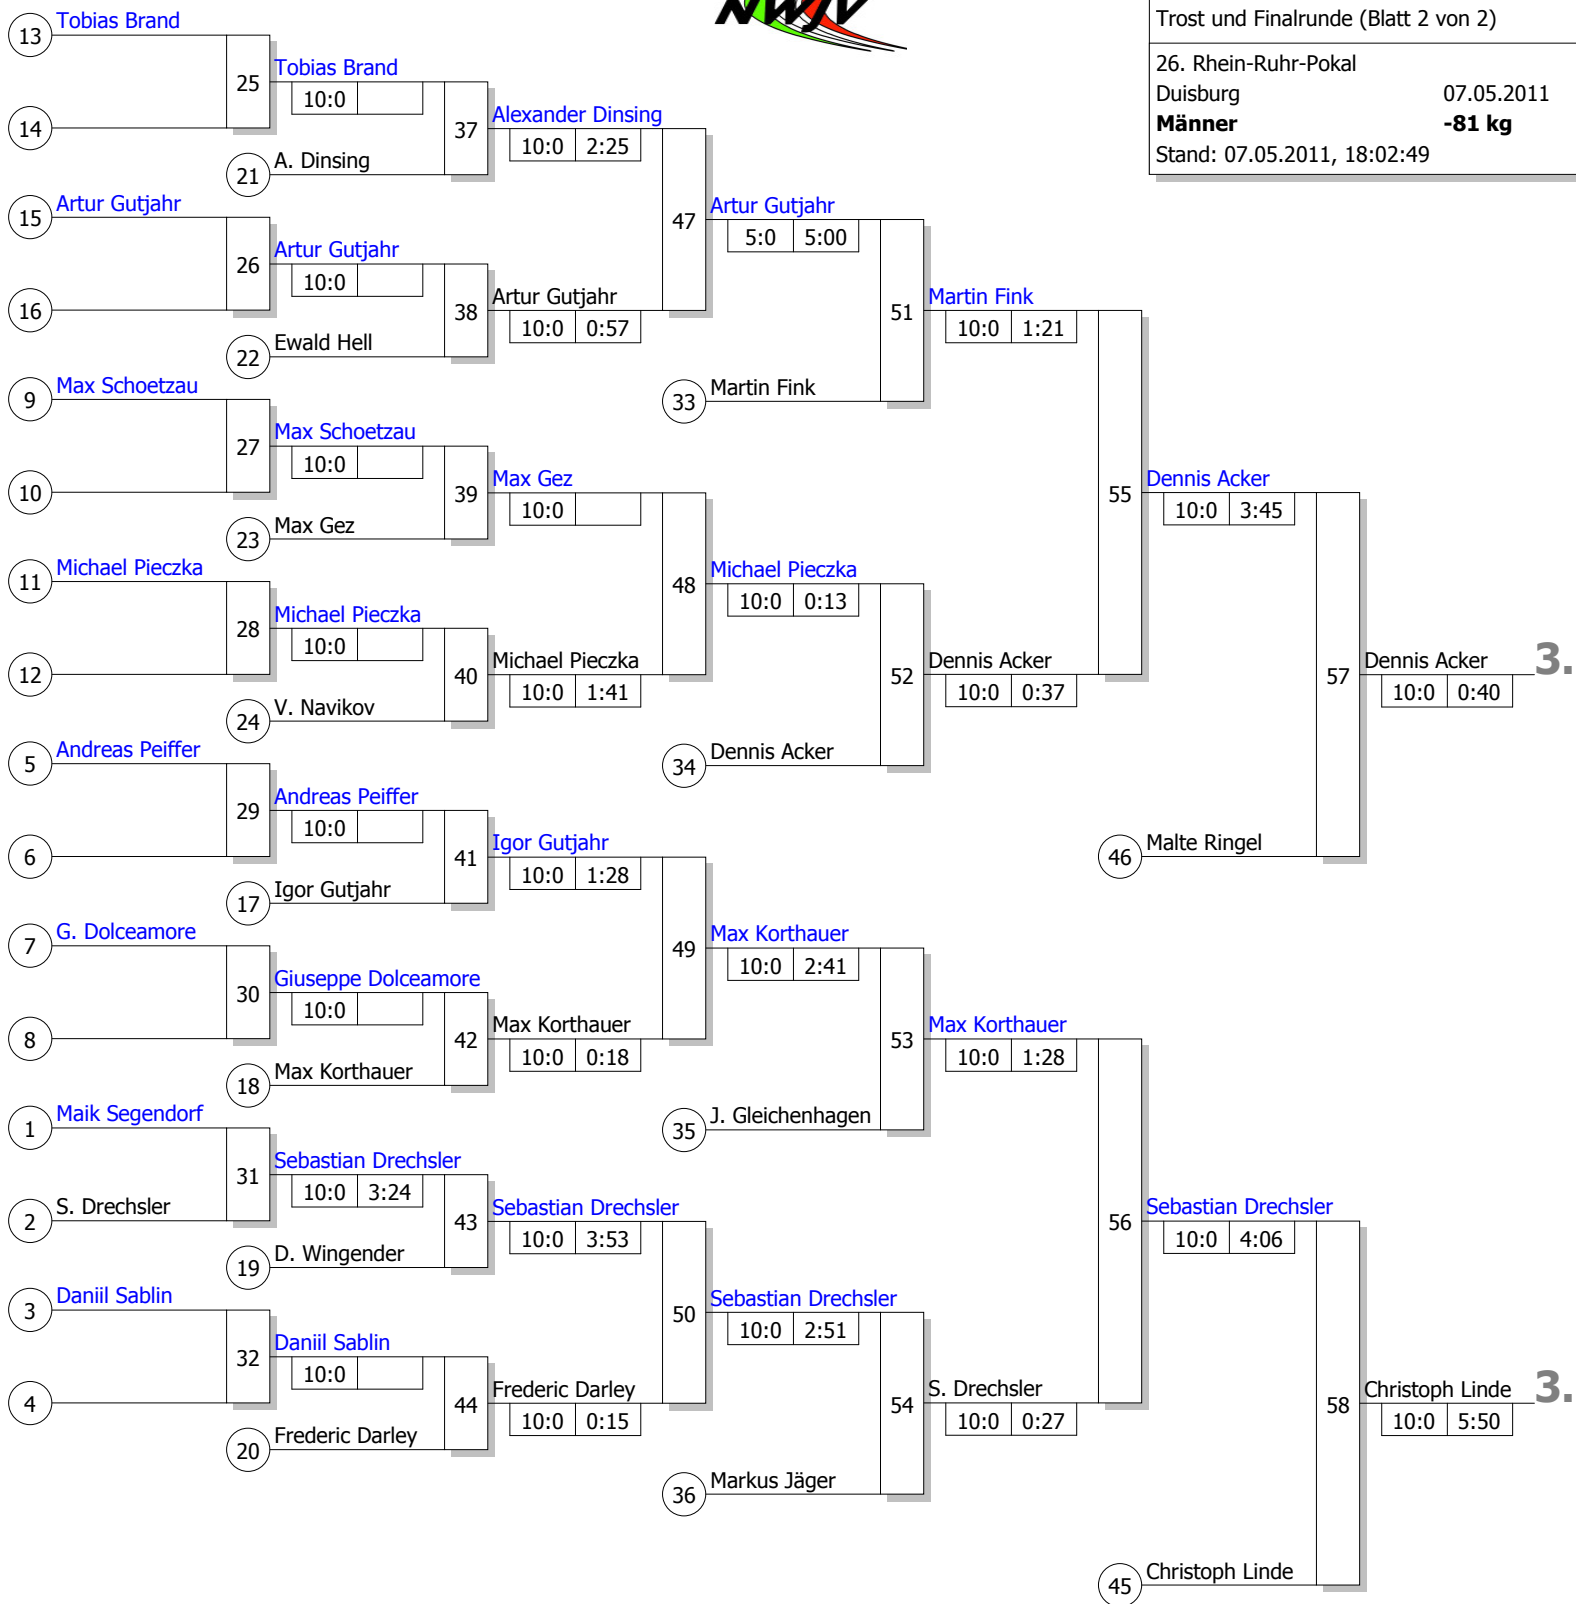 NWJV
Trost und Finalrunde (Blatt 2 von 2)
26. Rhein-Ruhr-Pokal
Duisburg 07.05.2011
Männer -81 kg
Stand: 07.05.2011, 18:02:49
13 Tobias Brand
25 Tobias Brand
10:0
14
37 Alexander Dinsing
10:0 2:25
21 A. Dinsing
15 Artur Gutjahr
47 Artur Gutjahr
5:0 5:00
26 Artur Gutjahr
10:0
16
38 Artur Gutjahr
10:0 0:57
22 Ewald Hell
51 Martin Fink
10:0 1:21
9 Max Schoetzau
33 Martin Fink
27 Max Schoetzau
10:0
10
39 Max Gez
10:0
23 Max Gez
55 Dennis Acker
10:0 3:45
11 Michael Pieczka
48 Michael Pieczka
10:0 0:13
28 Michael Pieczka
10:0
12
40 Michael Pieczka
10:0 1:41
24 V. Navikov
52 Dennis Acker
10:0 0:37
57 Dennis Acker 3.
10:0 0:40
5 Andreas Peiffer
34 Dennis Acker
29 Andreas Peiffer
10:0
6
41 Igor Gutjahr
10:0 1:28
46 Malte Ringel
17 Igor Gutjahr
7 G. Dolceamore
49 Max Korthauer
10:0 2:41
30 Giuseppe Dolceamore
10:0
8
42 Max Korthauer
10:0 0:18
18 Max Korthauer
53 Max Korthauer
10:0 1:28
1 Maik Segendorf
35 J. Gleichenhagen
31 Sebastian Drechsler
10:0 3:24
2 S. Drechsler
43 Sebastian Drechsler
10:0 3:53
19 D. Wingender
56 Sebastian Drechsler
10:0 4:06
3 Daniil Sablin
50 Sebastian Drechsler
10:0 2:51
32 Daniil Sablin
10:0
4
44 Frederic Darley
10:0 0:15
20 Frederic Darley
54 S. Drechsler
10:0 0:27
58 Christoph Linde 3.
10:0 5:50
36 Markus Jäger
45 Christoph Linde